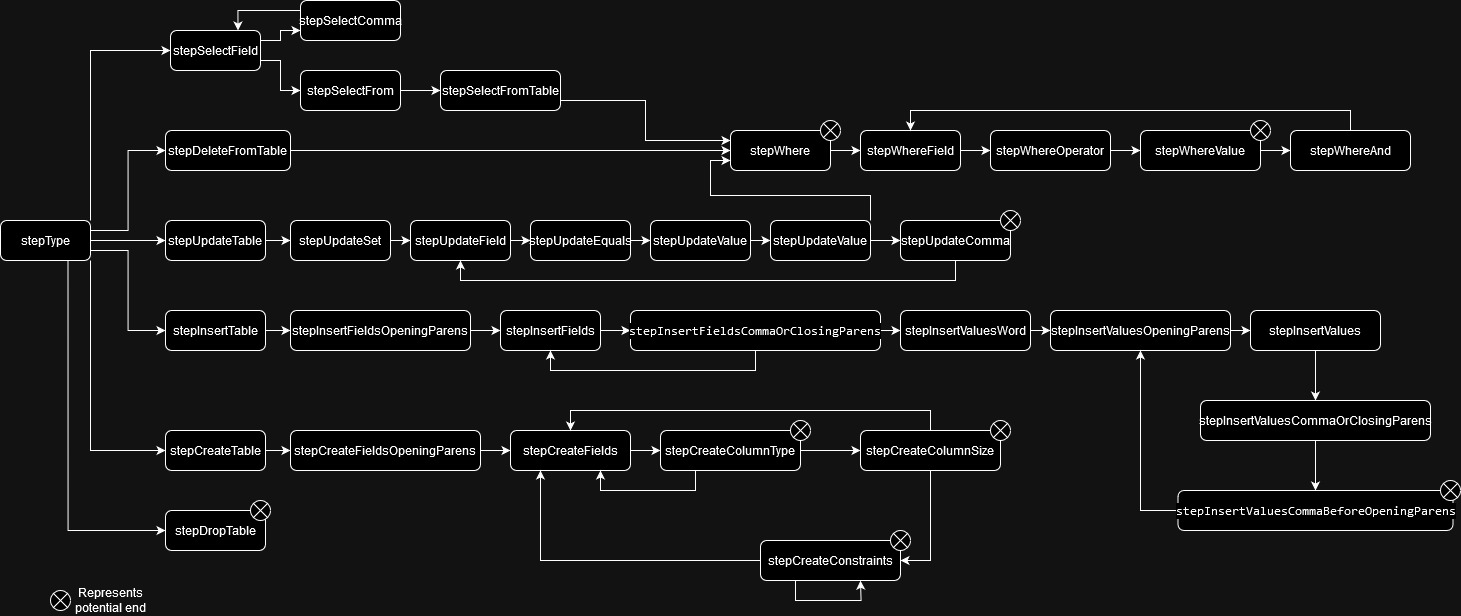 stepSelectComma
stepSelectField
stepSelectFrom
stepSelectFromTable
stepDeleteFromTable
stepWhere
stepWhereField
stepWhereOperator
stepWhereValue
stepWhereAnd
stepType
stepUpdateTable
stepUpdateSet
stepUpdateField
stepUpdateEquals
stepUpdateValue
stepUpdateValue
stepUpdateComma
stepInsertTable
stepInsertFieldsOpeningParens
stepInsertFields
stepInsertFieldsCommaOrClosingParens
stepInsertValuesWord
stepInsertValuesOpeningParens
stepInsertValues
stepInsertValuesCommaOrClosingParens
stepCreateTable
stepCreateFieldsOpeningParens
stepCreateFields
stepCreateColumnType
stepCreateColumnSize
stepInsertValuesCommaBeforeOpeningParens
stepDropTable
stepCreateConstraints
Represents
potential end